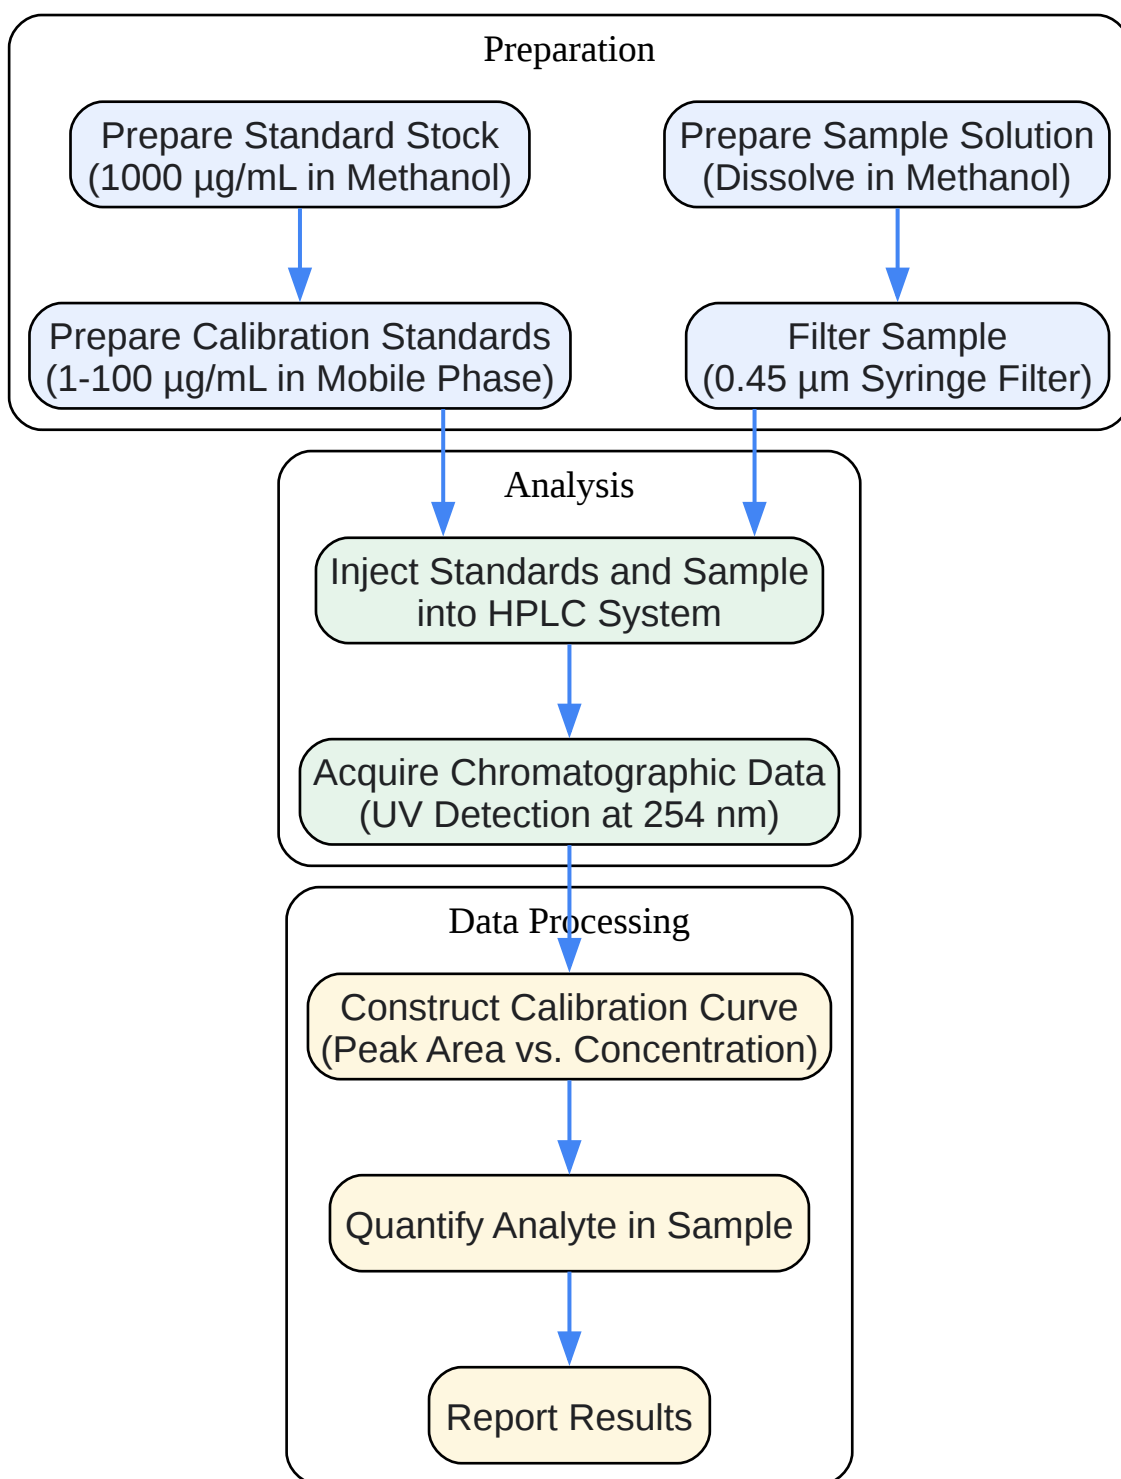 Preparation
Prepare Standard Stock
(1000 µg/mL in Methanol)
Prepare Sample Solution
(Dissolve in Methanol)
Prepare Calibration Standards
(1-100 µg/mL in Mobile Phase)
Filter Sample
(0.45 µm Syringe Filter)
Analysis
Inject Standards and Sample
into HPLC System
Acquire Chromatographic Data
(UV Detection at 254 nm)
Data Processing
Construct Calibration Curve
(Peak Area vs. Concentration)
Quantify Analyte in Sample
Report Results